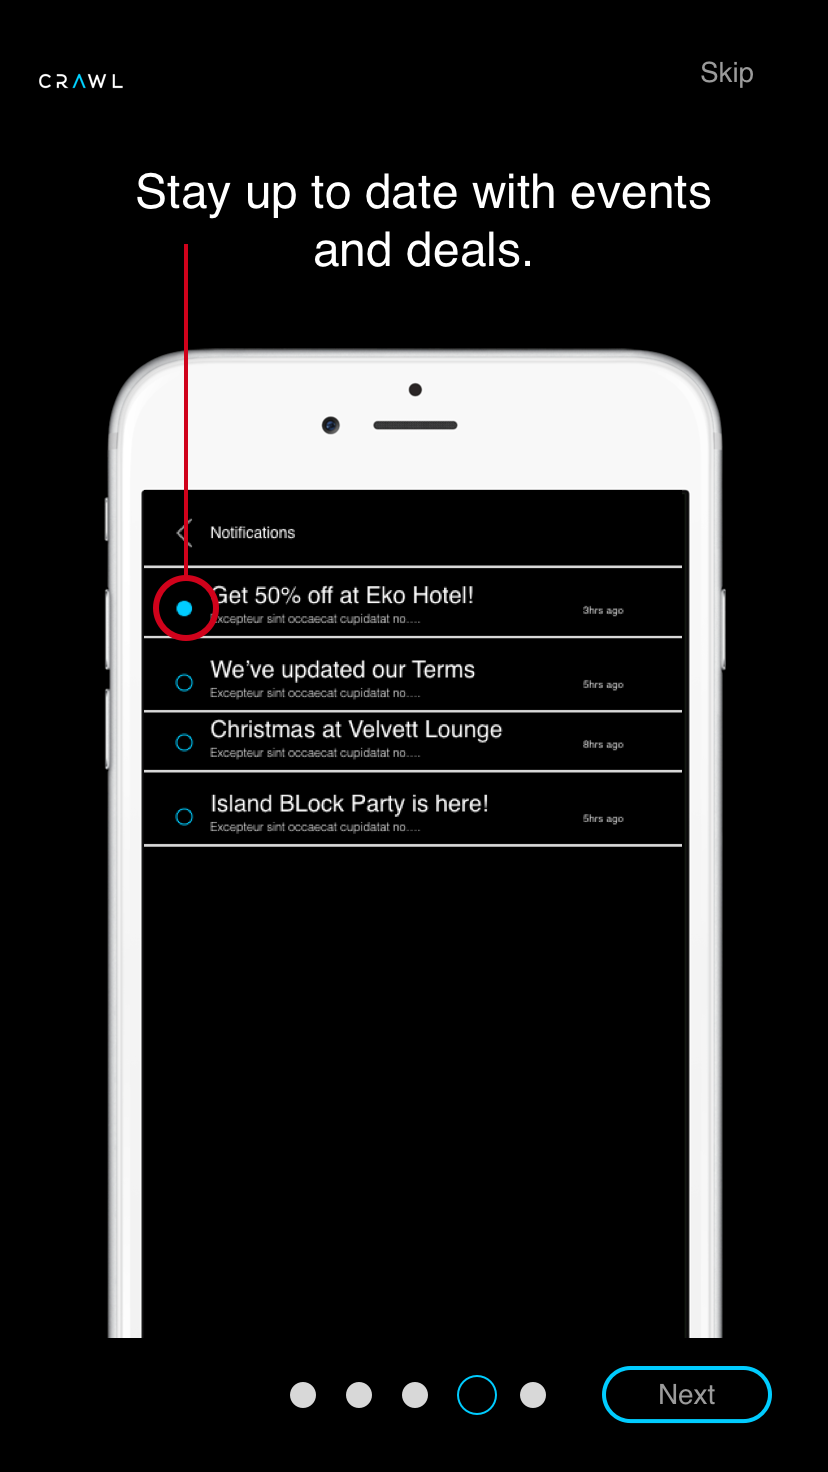 CRAWL
Skip
Stay up to date with events
and deals.
Notifications
Get 50% off at Eko Hotel!
Excepteur sint occaecat cupidatat no....
3hrs ago
We've updated our Terms
Excepteur sint occaecat cupidatat no....
5hrs ago
Christmas at Velvett Lounge
Excepteur sint occaecat cupidatat no....
8hrs ago
Island BLock Party is here!
Excepteur sint occaecat cupidatat no....
5hrs ago
Next